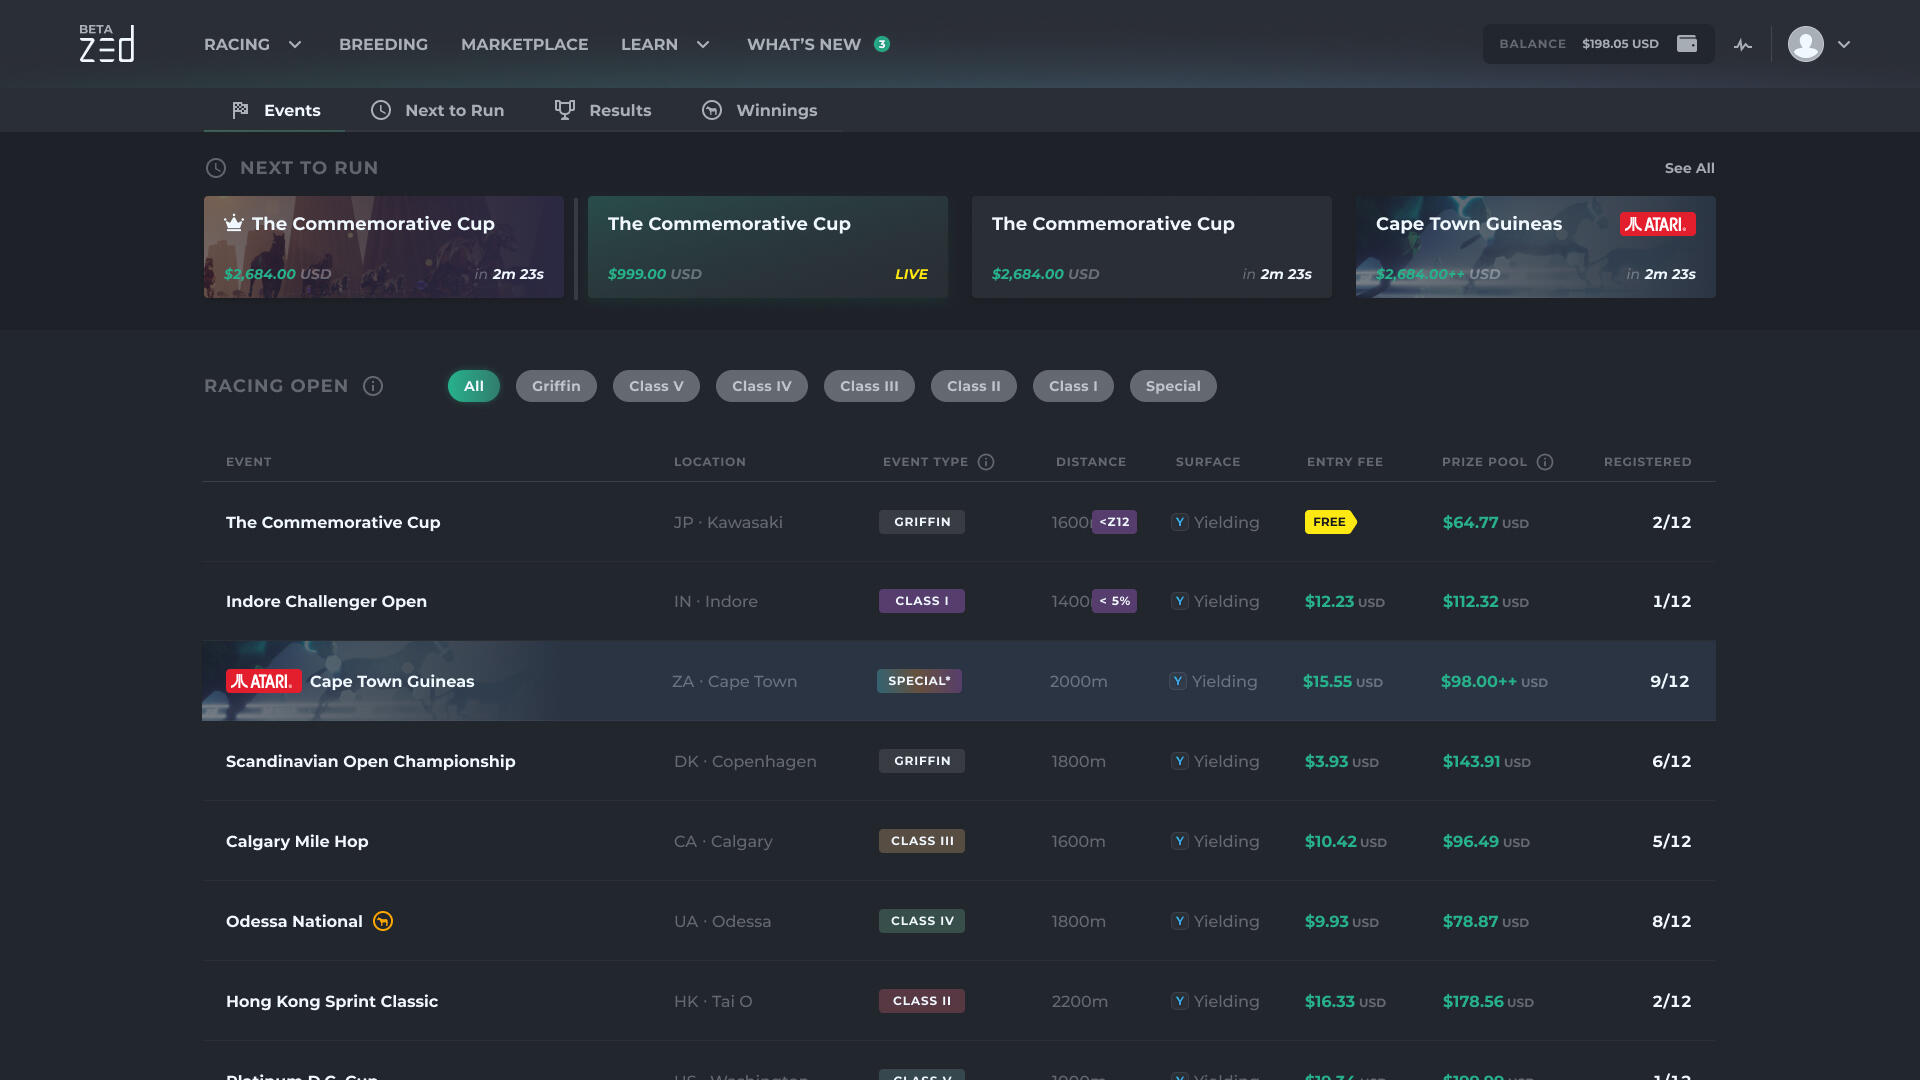 BETA
zed
RACING BREEDING MARKETPLACE LEARN WHAT'S NEW 3
BALANCE $198.05 USD
Events Next to Run Results Winnings
NEXT TO RUN See All
The Commemorative Cup
$2,684.00 USD in 2m 23s
The Commemorative Cup
$999.00 USD LIVE
The Commemorative Cup
$2,684.00 USD in 2m 23s
Cape Town Guineas ATARI
$2,684.00++ USD in 2m 23s
RACING OPEN All Griffin Class V Class IV Class III Class II Class I Special
EVENT LOCATION EVENT TYPE DISTANCE SURFACE ENTRY FEE PRIZE POOL REGISTERED
The Commemorative Cup JP · Kawasaki GRIFFIN 1600 <Z12 Y Yielding FREE $64.77 USD 2/12
Indore Challenger Open IN · Indore CLASS I 1400 < 5% Y Yielding $12.23 USD $112.32 USD 1/12
ATARI Cape Town Guineas ZA · Cape Town SPECIAL* 2000m Y Yielding $15.55 USD $98.00++ USD 9/12
Scandinavian Open Championship DK · Copenhagen GRIFFIN 1800m Y Yielding $3.93 USD $143.91 USD 6/12
Calgary Mile Hop CA · Calgary CLASS III 1600m Y Yielding $10.42 USD $96.49 USD 5/12
Odessa National UA · Odessa CLASS IV 1800m Y Yielding $9.93 USD $78.87 USD 8/12
Hong Kong Sprint Classic HK · Tai O CLASS II 2200m Y Yielding $16.33 USD $178.56 USD 2/12
Platinum D.C. Cup US · Washington CLASS V Yielding 1/12